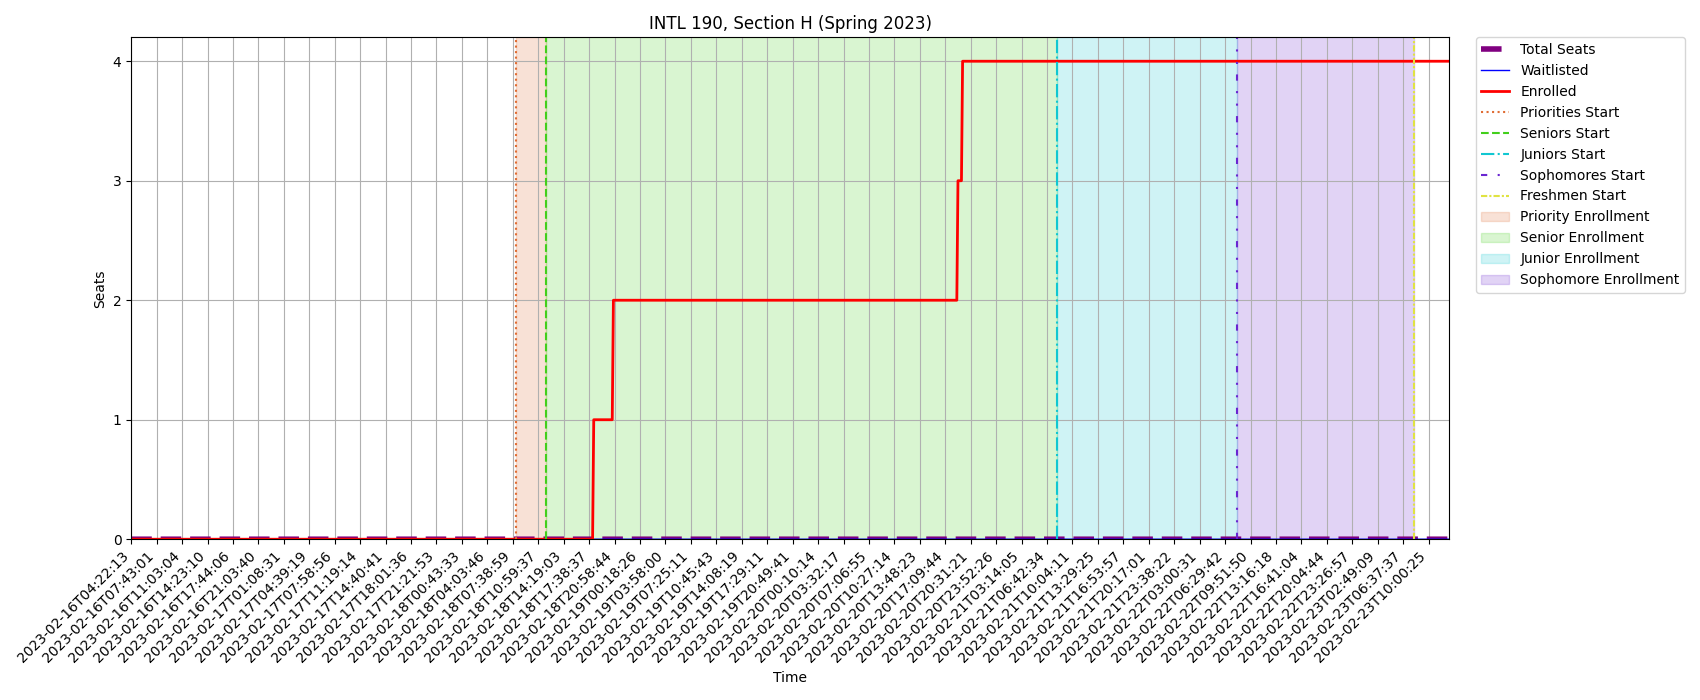 INTL 190, Section H (Spring 2023)
Seats
4
3
2
1
0
2023-02-16T04:22:13
2023-02-16T07:43:01
2023-02-16T11:03:04
2023-02-16T14:23:10
2023-02-16T17:44:06
2023-02-16T21:03:40
2023-02-17T01:08:31
2023-02-17T04:39:19
2023-02-17T07:58:56
2023-02-17T11:19:14
2023-02-17T14:40:41
2023-02-17T18:01:36
2023-02-17T21:21:53
2023-02-18T00:43:33
2023-02-18T04:03:46
2023-02-18T07:38:59
2023-02-18T10:59:37
2023-02-18T14:19:03
2023-02-18T17:38:37
2023-02-18T20:58:44
2023-02-19T00:18:26
2023-02-19T03:58:00
2023-02-19T07:25:11
2023-02-19T10:45:43
2023-02-19T14:08:19
2023-02-19T17:29:11
2023-02-19T20:49:41
2023-02-20T00:10:14
2023-02-20T03:32:17
2023-02-20T07:06:55
2023-02-20T10:27:14
2023-02-20T13:48:23
2023-02-20T17:09:44
2023-02-20T20:31:21
2023-02-20T23:52:26
2023-02-21T03:14:05
2023-02-21T06:42:34
2023-02-21T10:04:11
2023-02-21T13:29:25
2023-02-21T16:53:57
2023-02-21T20:17:01
2023-02-21T23:38:22
2023-02-22T03:00:31
2023-02-22T06:29:42
2023-02-22T09:51:50
2023-02-22T13:16:18
2023-02-22T16:41:04
2023-02-22T20:04:44
2023-02-22T23:26:57
2023-02-23T02:49:09
2023-02-23T06:37:37
2023-02-23T10:00:25
Time
Total Seats
Waitlisted
Enrolled
Priorities Start
Seniors Start
Juniors Start
Sophomores Start
Freshmen Start
Priority Enrollment
Senior Enrollment
Junior Enrollment
Sophomore Enrollment